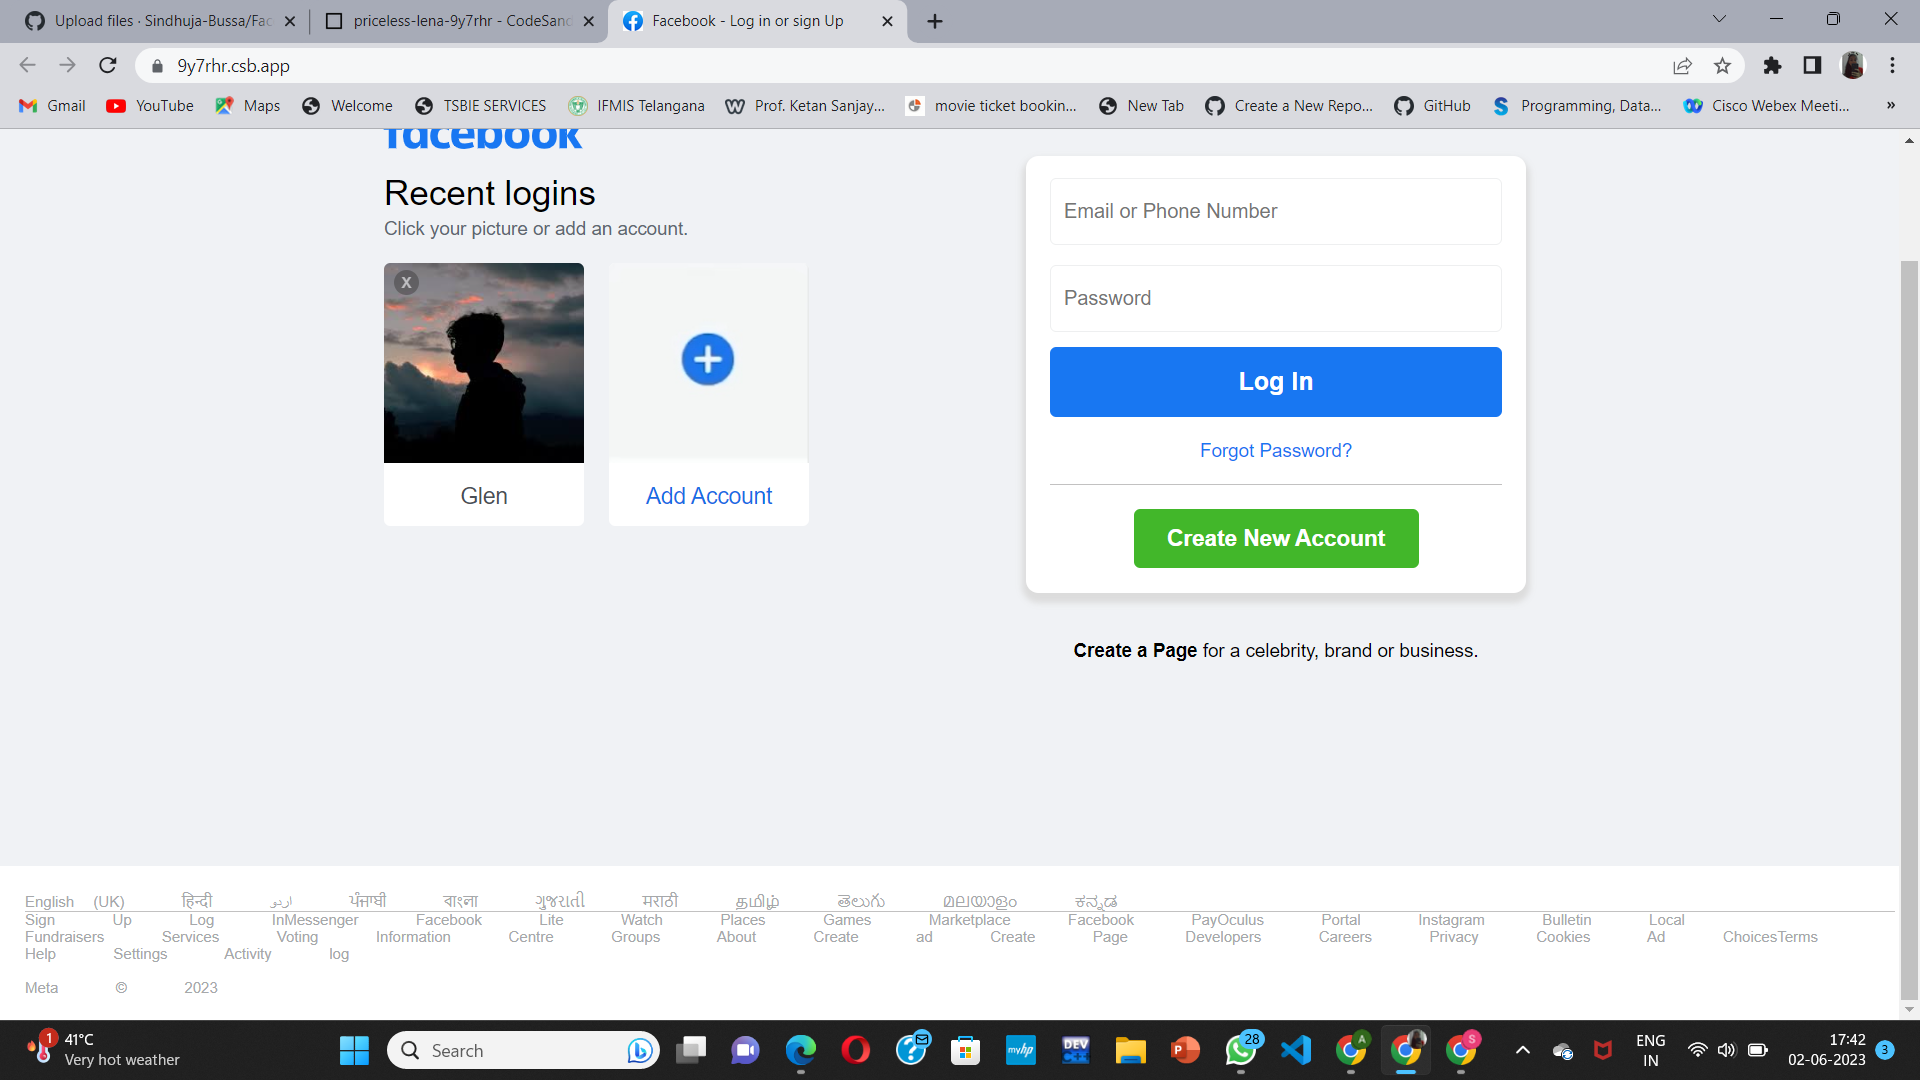 Upload files · Sindhuja-Bussa/Fac
priceless-lena-9y7rhr - CodeSand
Facebook - Log in or sign Up
9y7rhr.csb.app
Gmail
YouTube
Maps
Welcome
TSBIE SERVICES
IFMIS Telangana
Prof. Ketan Sanjay...
movie ticket bookin...
New Tab
Create a New Repo...
GitHub
Programming, Data...
Cisco Webex Meeti...
»
facebook
Recent logins
Click your picture or add an account.
X
Glen
Add Account
Email or Phone Number
Password
Log In
Forgot Password?
Create New Account
Create a Page for a celebrity, brand or business.
English (UK) हिन्दी اردو ਪੰਜਾਬੀ বাংলা ગુજરાતી मराठी தமிழ் తెలుగు മലയാളം ಕನ್ನಡ
Sign Up Log InMessenger Facebook Lite Watch Places Games Marketplace Facebook PayOculus Portal Instagram Bulletin Local
Fundraisers Services Voting Information Centre Groups About Create ad Create Page Developers Careers Privacy Cookies Ad ChoicesTerms
Help Settings Activity log
Meta © 2023
1
41°C
Very hot weather
Search
myhp
DEV
C++
P
28
A
S
ENG
IN
17:42
02-06-2023
3